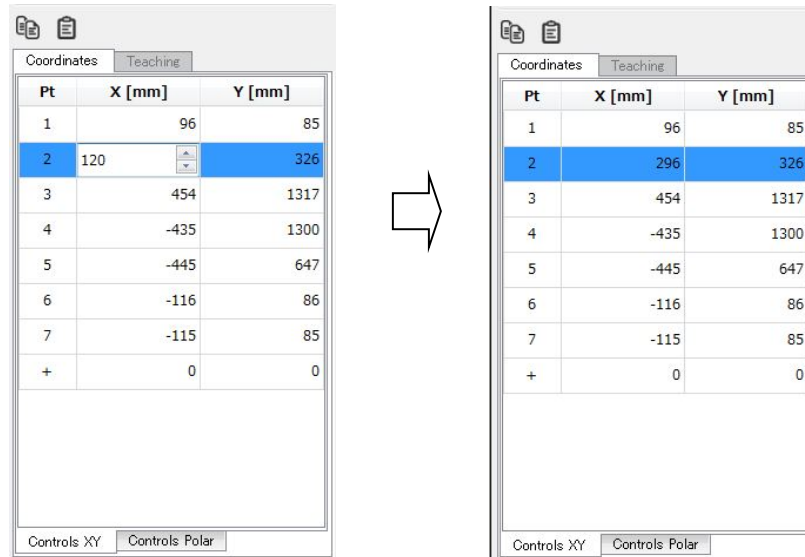 Coordinates Teaching
Pt X [mm] Y [mm]
1 96 85
2 120 326
3 454 1317
4 -435 1300
5 -445 647
6 -116 86
7 -115 85
+ 0 0
Controls XY Controls Polar
Coordinates Teaching
Pt X [mm] Y [mm]
1 96 85
2 296 326
3 454 1317
4 -435 1300
5 -445 647
6 -116 86
7 -115 85
+ 0 0
Controls XY Controls Polar